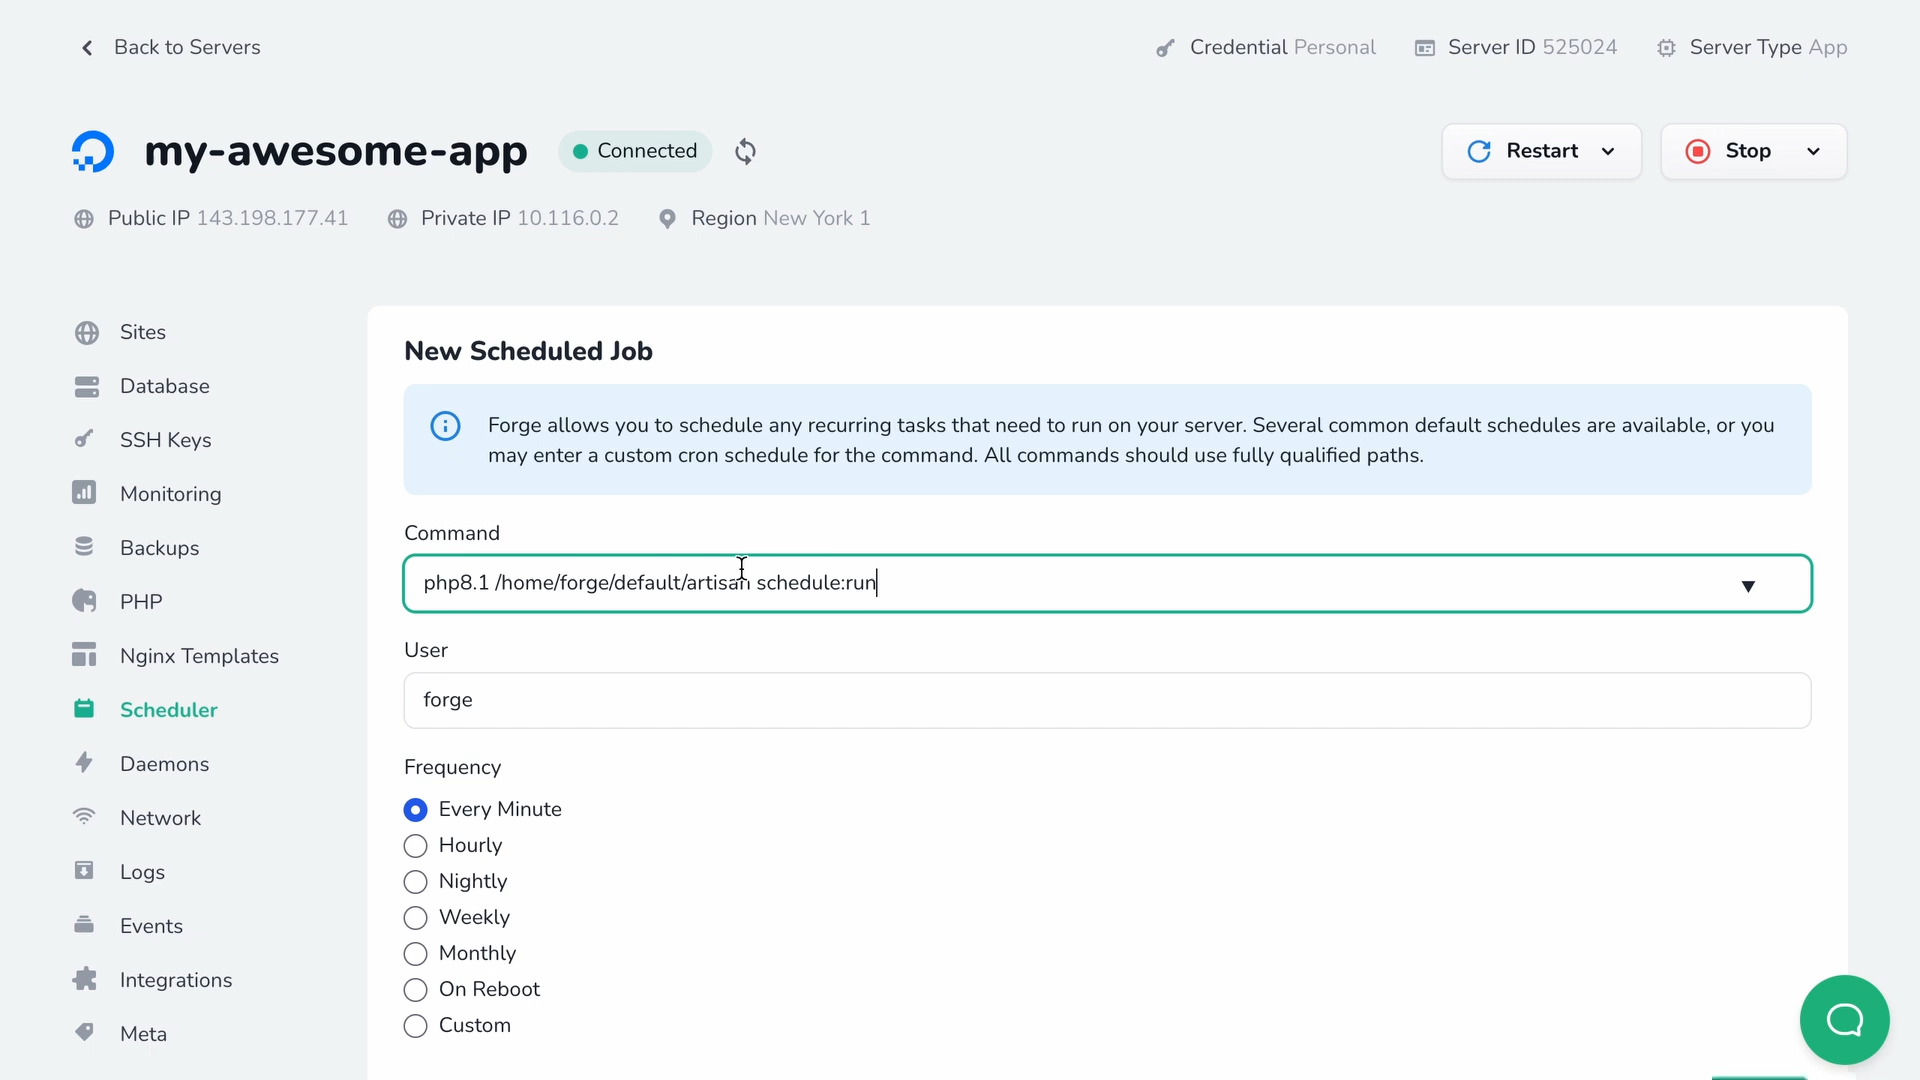 Back to Servers
Credential Personal
Server ID 525024
Server Type App
my-awesome-app
Connected
Restart
Stop
Public IP 143.198.177.41
Private IP 10.116.0.2
Region New York 1
Sites
Database
SSH Keys
Monitoring
Backups
PHP
Nginx Templates
Scheduler
Daemons
Network
Logs
Events
Integrations
Meta
New Scheduled Job
Forge allows you to schedule any recurring tasks that need to run on your server. Several common default schedules are available, or you
may enter a custom cron schedule for the command. All commands should use fully qualified paths.
Command
php8.1 /home/forge/default/artisan schedule:run
User
forge
Frequency
Every Minute
Hourly
Nightly
Weekly
Monthly
On Reboot
Custom